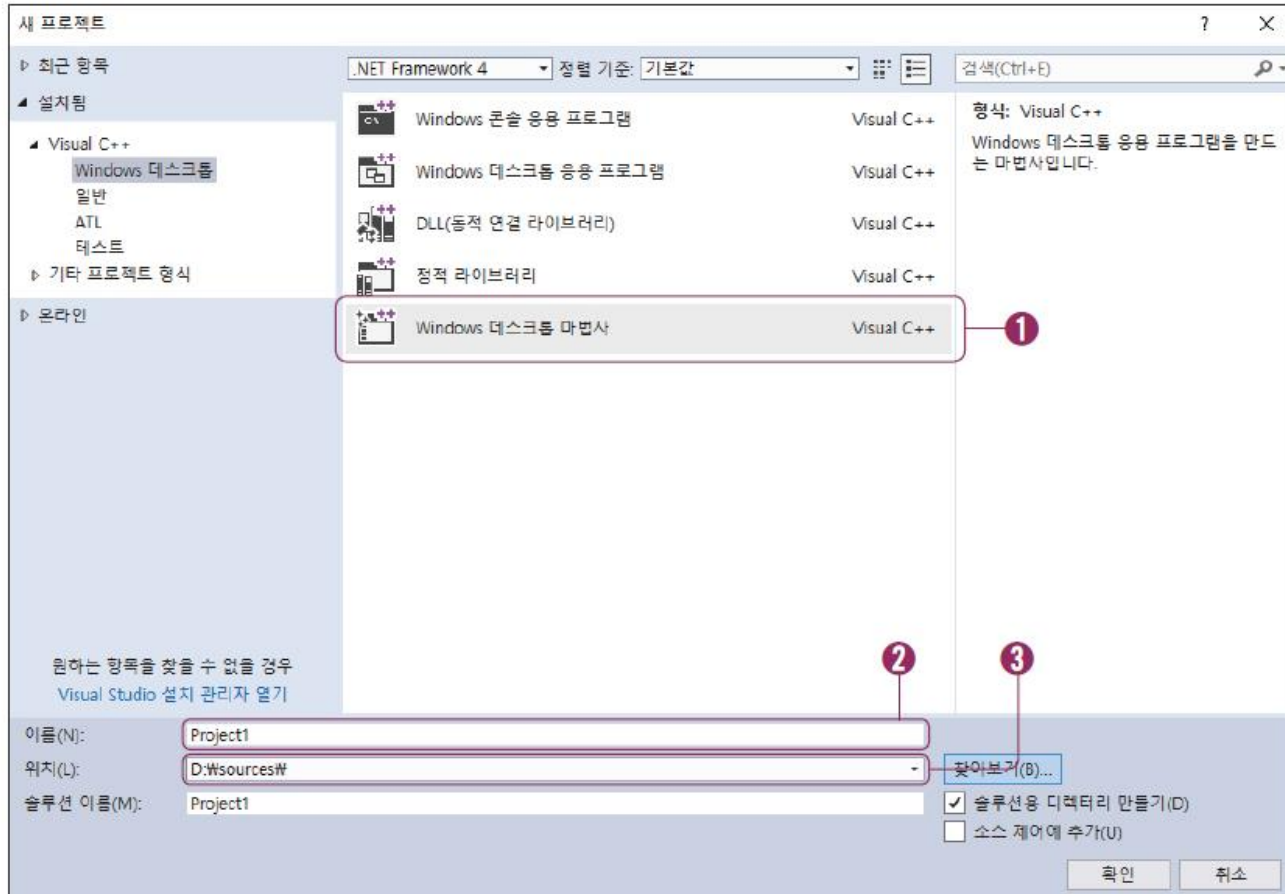 새 프로젝트
? ×
최근 항목
설치됨
Visual C++
Windows 데스크톱
일반
ATL
테스트
기타 프로젝트 형식
온라인
원하는 항목을 찾을 수 없을 경우
Visual Studio 설치 관리자 열기
.NET Framework 4 정렬 기준: 기본값
Windows 콘솔 응용 프로그램 Visual C++
Windows 데스크톱 응용 프로그램 Visual C++
DLL(동적 연결 라이브러리) Visual C++
정적 라이브러리 Visual C++
Windows 데스크톱 마법사 Visual C++
1
검색(Ctrl+E)
형식: Visual C++
Windows 데스크톱 응용 프로그램을 만드
는 마법사입니다.
2
3
이름(N): Project1
위치(L): D:₩sources₩ 찾아보기(B)...
솔루션 이름(M): Project1
솔루션용 디렉터리 만들기(D)
소스 제어에 추가(U)
확인 취소